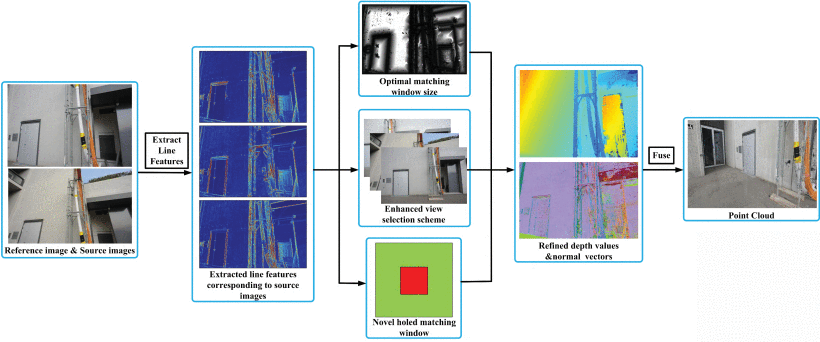 Reference image & Source images
Extract
Line
Features
Extracted line features
corresponding to source
images
Optimal matching
window size
Enhanced view
selection scheme
Novel holed matching
window
Refined depth values
&normal vectors
Fuse
Point Cloud